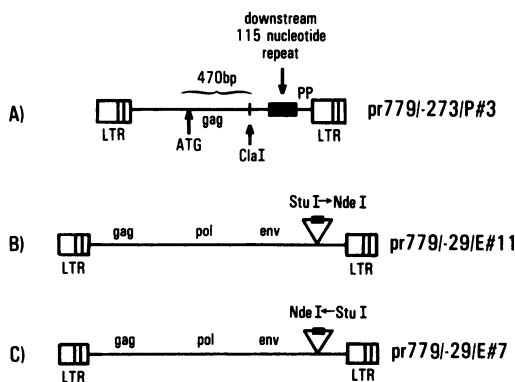 downstream
115 nucleotide
repeat
470bp
PP
A)
gag
pr779/-273/P#3
LTR
ATG
ClaI
LTR
Stu I→Nde I
B)
gag
pol
env
pr779/-29/E#11
LTR
LTR
Nde I←Stu I
C)
gag
pol
env
pr779/-29/E#7
LTR
LTR